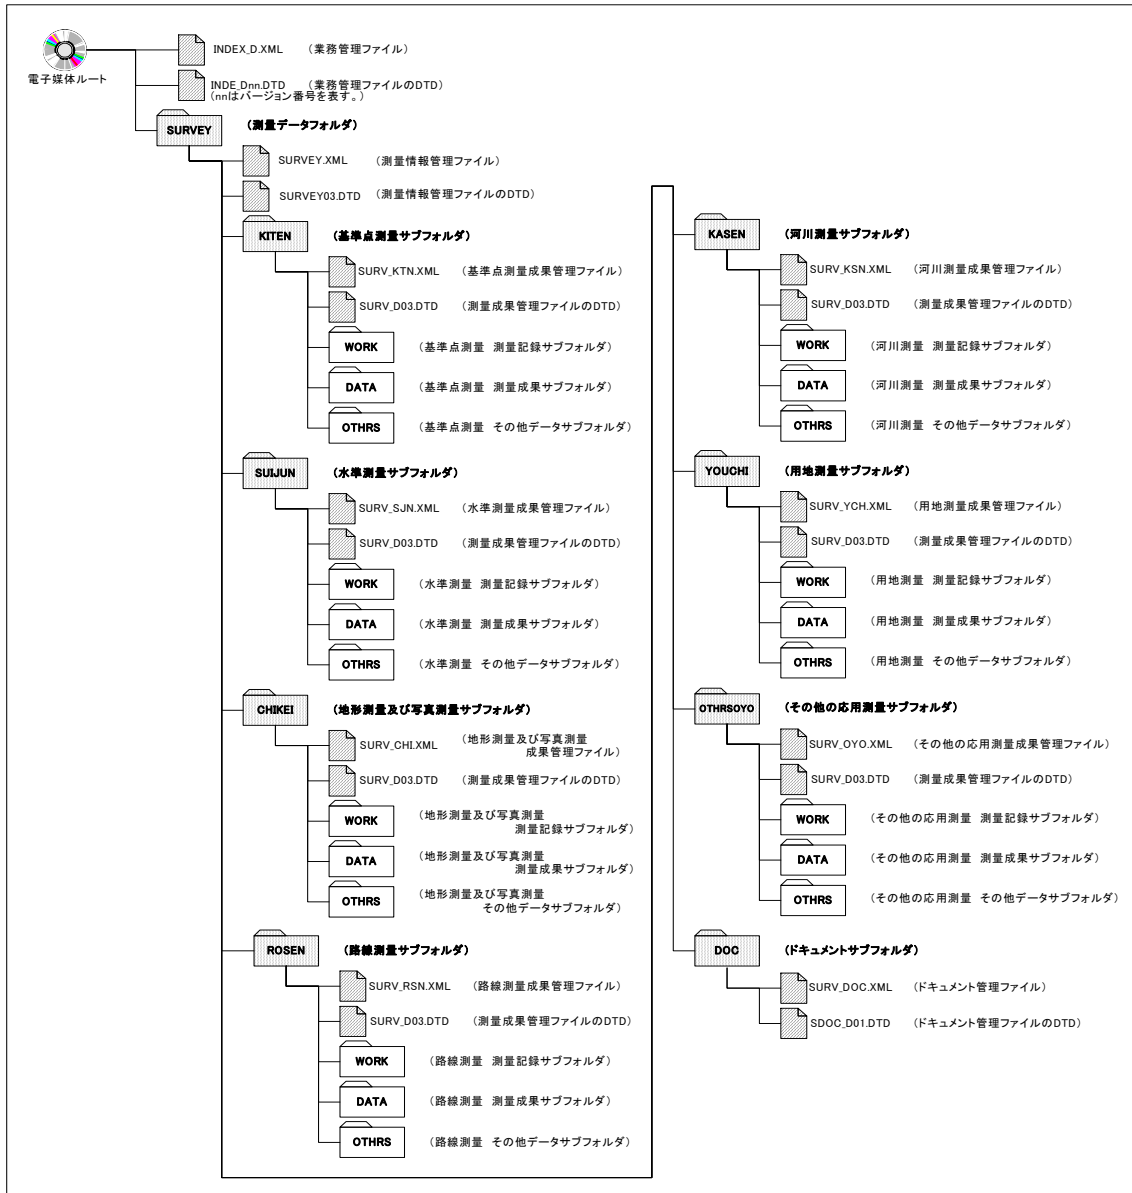 電子媒体ルート
INDEX_D.XML （業務管理ファイル）
INDE_Dnn.DTD （業務管理ファイルのDTD）
（nnはバージョン番号を表す。）
SURVEY （測量データフォルダ）
SURVEY.XML （測量情報管理ファイル）
SURVEY03.DTD （測量情報管理ファイルのDTD）
KITEN （基準点測量サブフォルダ）
SURV_KTN.XML （基準点測量成果管理ファイル）
SURV_D03.DTD （測量成果管理ファイルのDTD）
WORK （基準点測量 測量記録サブフォルダ）
DATA （基準点測量 測量成果サブフォルダ）
OTHRS （基準点測量 その他データサブフォルダ）
SUIJUN （水準測量サブフォルダ）
SURV_SJN.XML （水準測量成果管理ファイル）
SURV_D03.DTD （測量成果管理ファイルのDTD）
WORK （水準測量 測量記録サブフォルダ）
DATA （水準測量 測量成果サブフォルダ）
OTHRS （水準測量 その他データサブフォルダ）
CHIKEI （地形測量及び写真測量サブフォルダ）
SURV_CHI.XML （地形測量及び写真測量
成果管理ファイル）
SURV_D03.DTD （測量成果管理ファイルのDTD）
WORK （地形測量及び写真測量
測量記録サブフォルダ）
DATA （地形測量及び写真測量
測量成果サブフォルダ）
OTHRS （地形測量及び写真測量
その他データサブフォルダ）
ROSEN （路線測量サブフォルダ）
SURV_RSN.XML （路線測量成果管理ファイル）
SURV_D03.DTD （測量成果管理ファイルのDTD）
WORK （路線測量 測量記録サブフォルダ）
DATA （路線測量 測量成果サブフォルダ）
OTHRS （路線測量 その他データサブフォルダ）
KASEN （河川測量サブフォルダ）
SURV_KSN.XML （河川測量成果管理ファイル）
SURV_D03.DTD （測量成果管理ファイルのDTD）
WORK （河川測量 測量記録サブフォルダ）
DATA （河川測量 測量成果サブフォルダ）
OTHRS （河川測量 その他データサブフォルダ）
YOUCHI （用地測量サブフォルダ）
SURV_YCH.XML （用地測量成果管理ファイル）
SURV_D03.DTD （測量成果管理ファイルのDTD）
WORK （用地測量 測量記録サブフォルダ）
DATA （用地測量 測量成果サブフォルダ）
OTHRS （用地測量 その他データサブフォルダ）
OTHRSOYO （その他の応用測量サブフォルダ）
SURV_OYO.XML （その他の応用測量成果管理ファイル）
SURV_D03.DTD （測量成果管理ファイルのDTD）
WORK （その他の応用測量 測量記録サブフォルダ）
DATA （その他の応用測量 測量成果サブフォルダ）
OTHRS （その他の応用測量 その他データサブフォルダ）
DOC （ドキュメントサブフォルダ）
SURV_DOC.XML （ドキュメント管理ファイル）
SDOC_D01.DTD （ドキュメント管理ファイルのDTD）